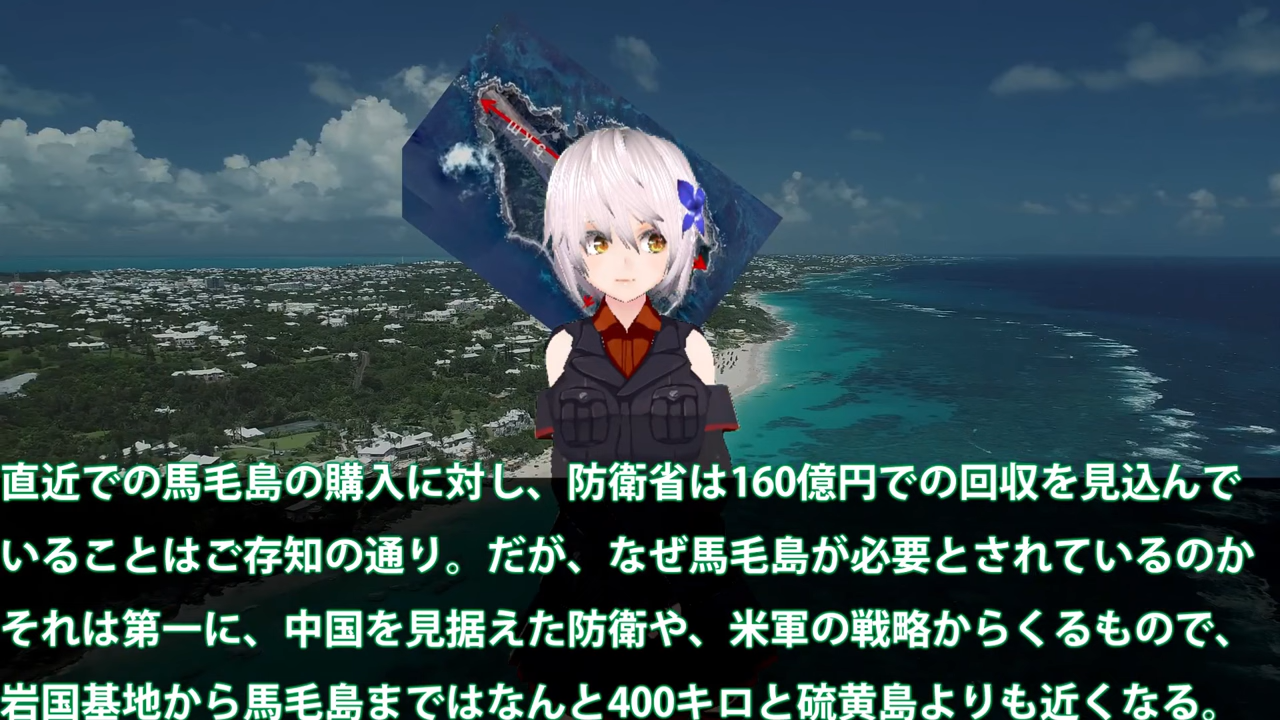 5km
直近での馬毛島の購入に対し、防衛省は160億円での回収を見込んで
いることはご存知の通り。だが、なぜ馬毛島が必要とされているのか
それは第一に、中国を見据えた防衛や、米軍の戦略からくるもので、
岩国基地から馬毛島まではなんと400キロと硫黄島よりも近くなる。